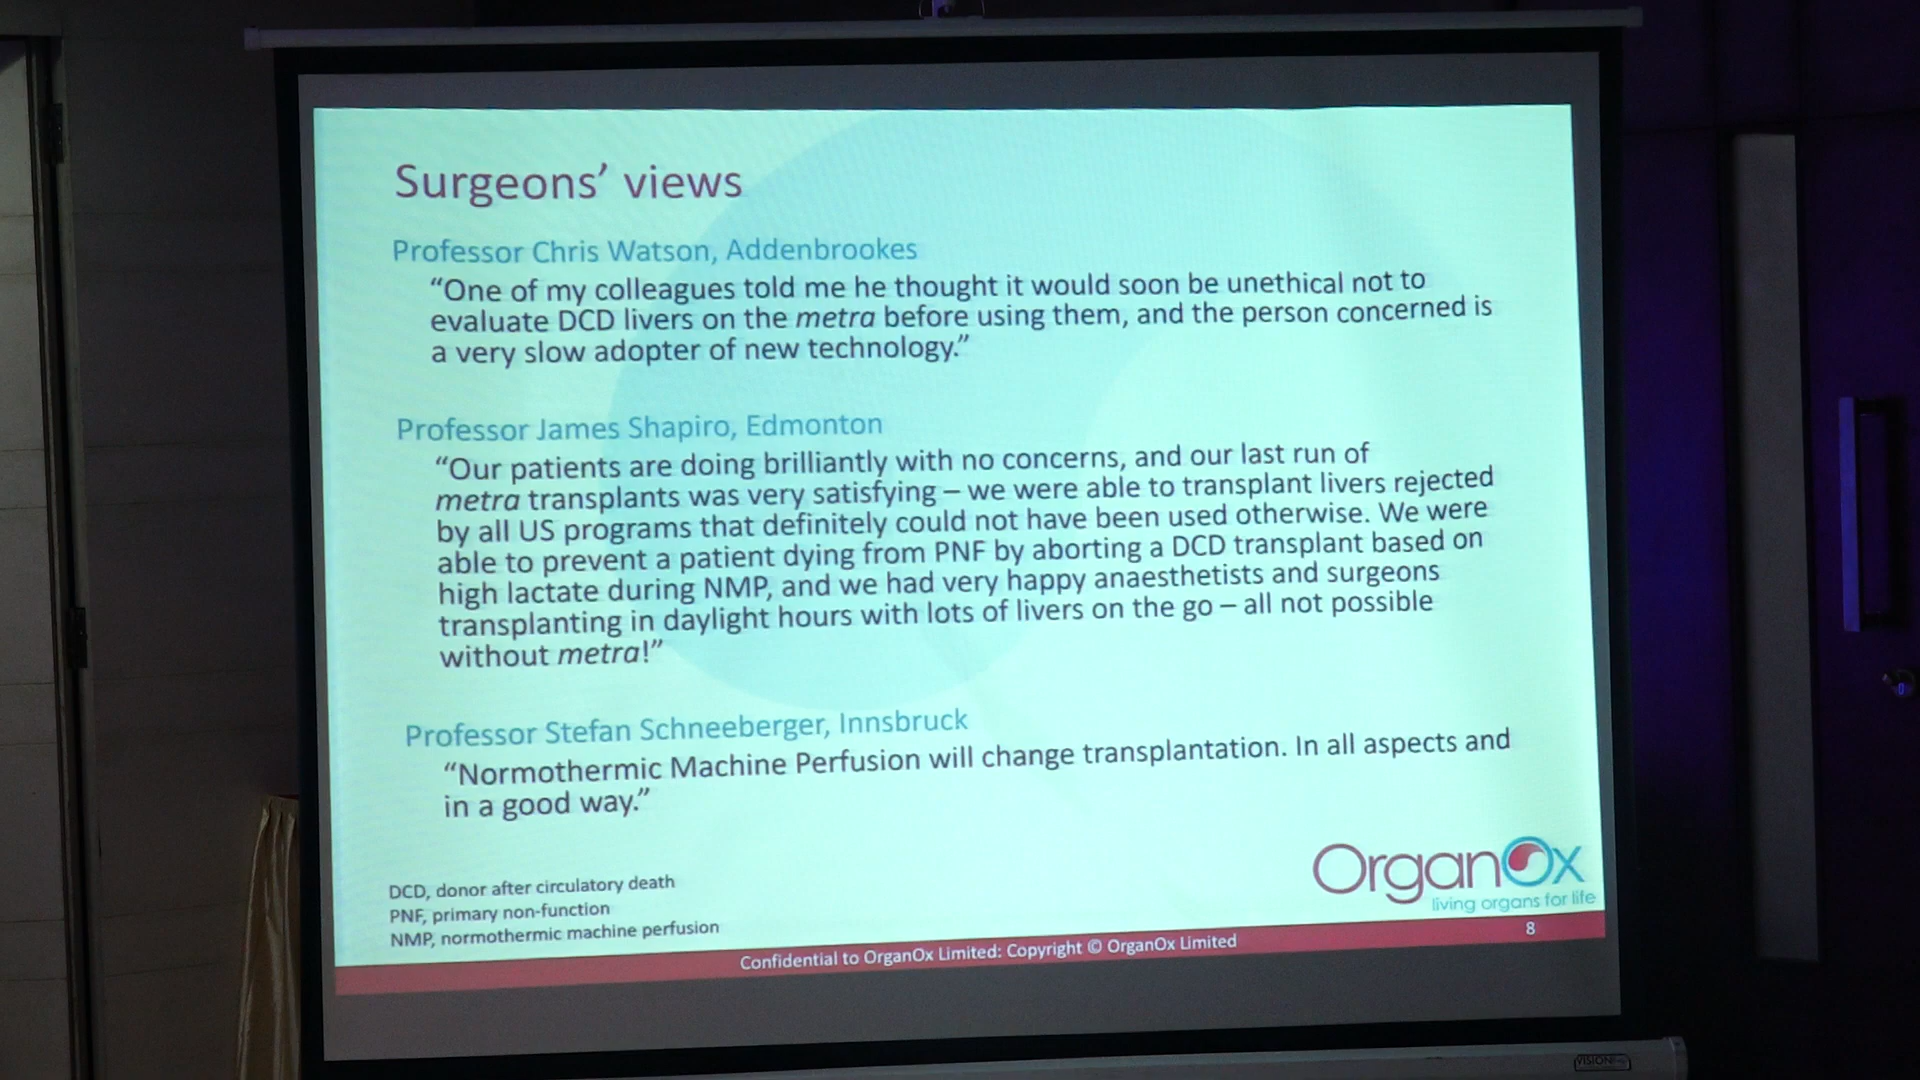 Surgeons’ views
Professor Chris Watson, Addenbrookes
“One of my colleagues told me he thought it would soon be unethical not to
evaluate DCD livers on the metra before using them, and the person concerned is
a very slow adopter of new technology.”
Professor James Shapiro, Edmonton
“Our patients are doing brilliantly with no concerns, and our last run of
metra transplants was very satisfying – we were able to transplant livers rejected
by all US programs that definitely could not have been used otherwise. We were
able to prevent a patient dying from PNF by aborting a DCD transplant based on
high lactate during NMP, and we had very happy anaesthetists and surgeons
transplanting in daylight hours with lots of livers on the go – all not possible
without metra!”
Professor Stefan Schneeberger, Innsbruck
“Normothermic Machine Perfusion will change transplantation. In all aspects and
in a good way.”
DCD, donor after circulatory death
PNF, primary non-function
NMP, normothermic machine perfusion
OrganOx
living organs for life
Confidential to OrganOx Limited: Copyright © OrganOx Limited
8